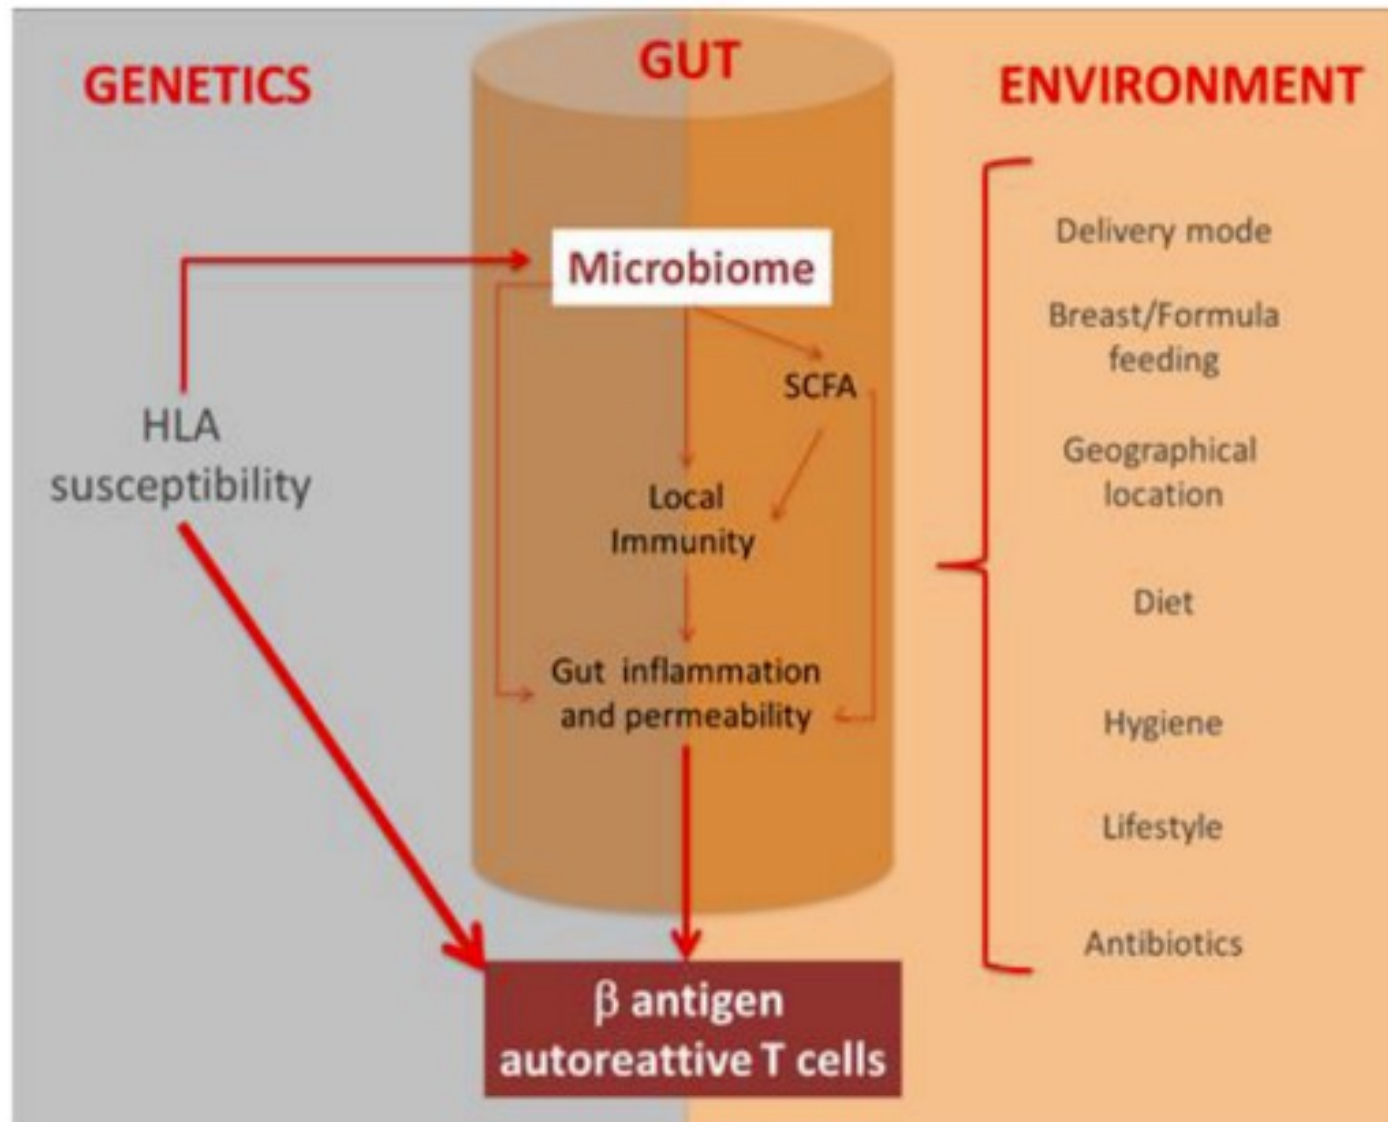 GENETICS
GUT
ENVIRONMENT
Microbiome
SCFA
HLA
susceptibility
Local
Immunity
Gut inflammation
and permeability
β antigen
autoreattive T cells
Delivery mode
Breast/Formula
feeding
Geographical
location
Diet
Hygiene
Lifestyle
Antibiotics